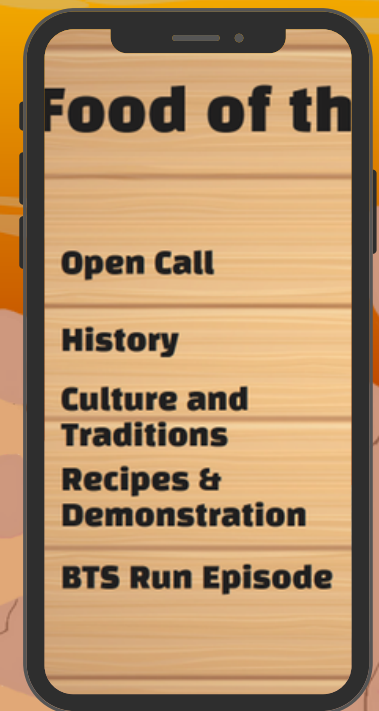 Food of th
Open Call
History
Culture and
Traditions
Recipes &
Demonstration
BTS Run Episode